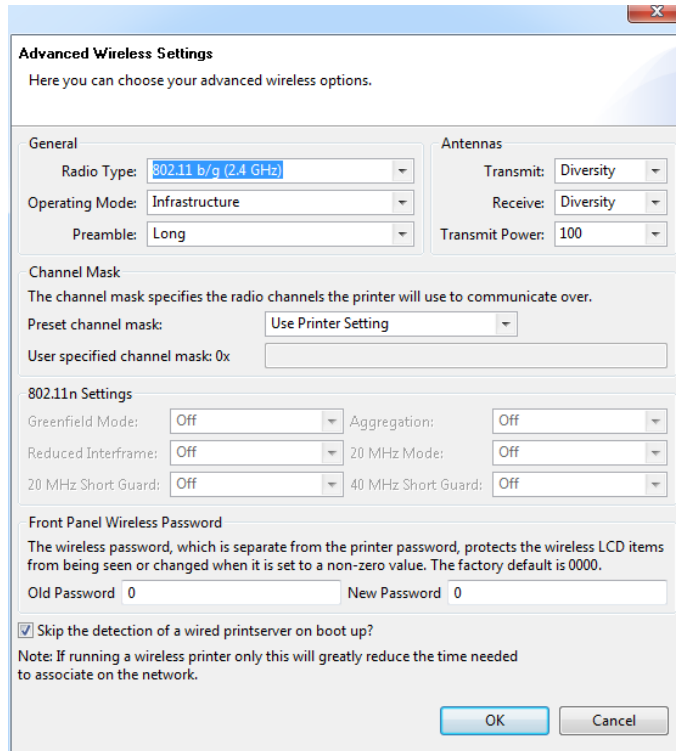 Advanced Wireless Settings
Here you can choose your advanced wireless options.
General
Radio Type: 802.11 b/g (2.4 GHz)
Operating Mode: Infrastructure
Preamble: Long
Antennas
Transmit: Diversity
Receive: Diversity
Transmit Power: 100
Channel Mask
The channel mask specifies the radio channels the printer will use to communicate over.
Preset channel mask: Use Printer Setting
User specified channel mask: 0x
802.11n Settings
Greenfield Mode: Off Aggregation: Off
Reduced Interframe: Off 20 MHz Mode: Off
20 MHz Short Guard: Off 40 MHz Short Guard: Off
Front Panel Wireless Password
The wireless password, which is separate from the printer password, protects the wireless LCD items
from being seen or changed when it is set to a non-zero value. The factory default is 0000.
Old Password 0 New Password 0
Skip the detection of a wired printserver on boot up?
Note: If running a wireless printer only this will greatly reduce the time needed
to associate on the network.
OK Cancel